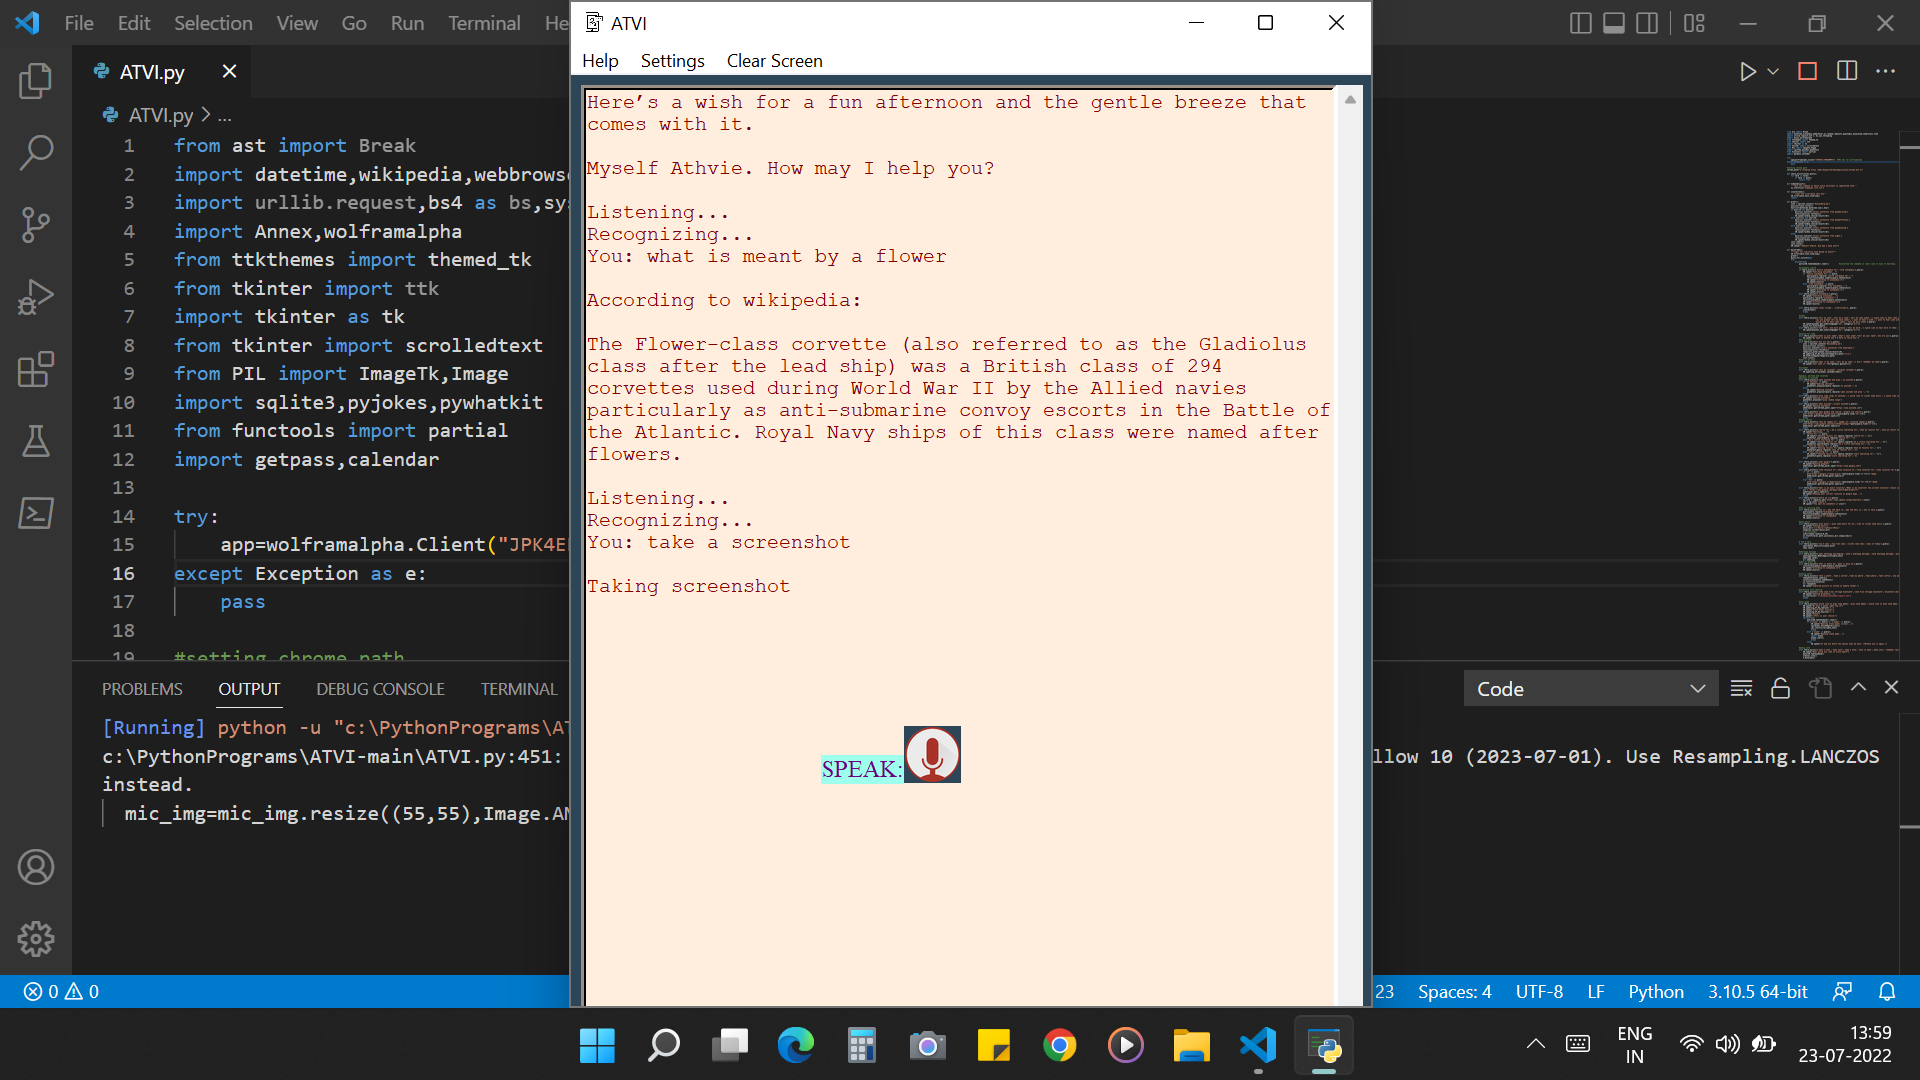 File Edit Selection View Go Run Terminal He
ATVI
Help Settings Clear Screen
ATVI.py
ATVI.py > ...
1 from ast import Break
2 import datetime,wikipedia,webbrows
3 import urllib.request,bs4 as bs,sy
4 import Annex,wolframalpha
5 from ttkthemes import themed_tk
6 from tkinter import ttk
7 import tkinter as tk
8 from tkinter import scrolledtext
9 from PIL import ImageTk,Image
10 import sqlite3,pyjokes,pywhatkit
11 from functools import partial
12 import getpass,calendar
13
14 try:
15 app=wolframalpha.Client("JPK4E
16 except Exception as e:
17 pass
18
19 #setting chrome path
Here’s a wish for a fun afternoon and the gentle breeze that
comes with it.
Myself Athvie. How may I help you?
Listening...
Recognizing...
You: what is meant by a flower
According to wikipedia:
The Flower-class corvette (also referred to as the Gladiolus
class after the lead ship) was a British class of 294
corvettes used during World War II by the Allied navies
particularly as anti-submarine convoy escorts in the Battle of
the Atlantic. Royal Navy ships of this class were named after
flowers.
Listening...
Recognizing...
You: take a screenshot
Taking screenshot
SPEAK:
PROBLEMS OUTPUT DEBUG CONSOLE TERMINAL
Code
[Running] python -u "c:\PythonPrograms\AT
c:\PythonPrograms\ATVI-main\ATVI.py:451:
llow 10 (2023-07-01). Use Resampling.LANCZOS
instead.
mic_img=mic_img.resize((55,55),Image.AN
0 0
23 Spaces: 4 UTF-8 LF Python 3.10.5 64-bit
ENG
IN
13:59
23-07-2022